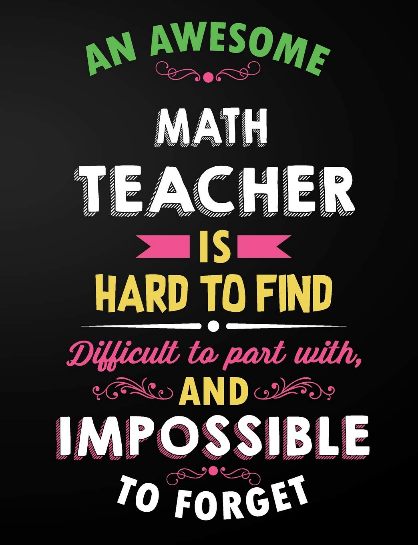 AN AWESOME
MATH
TEACHER
IS
HARD TO FIND
Difficult to part with,
AND
IMPOSSIBLE
TO FORGET